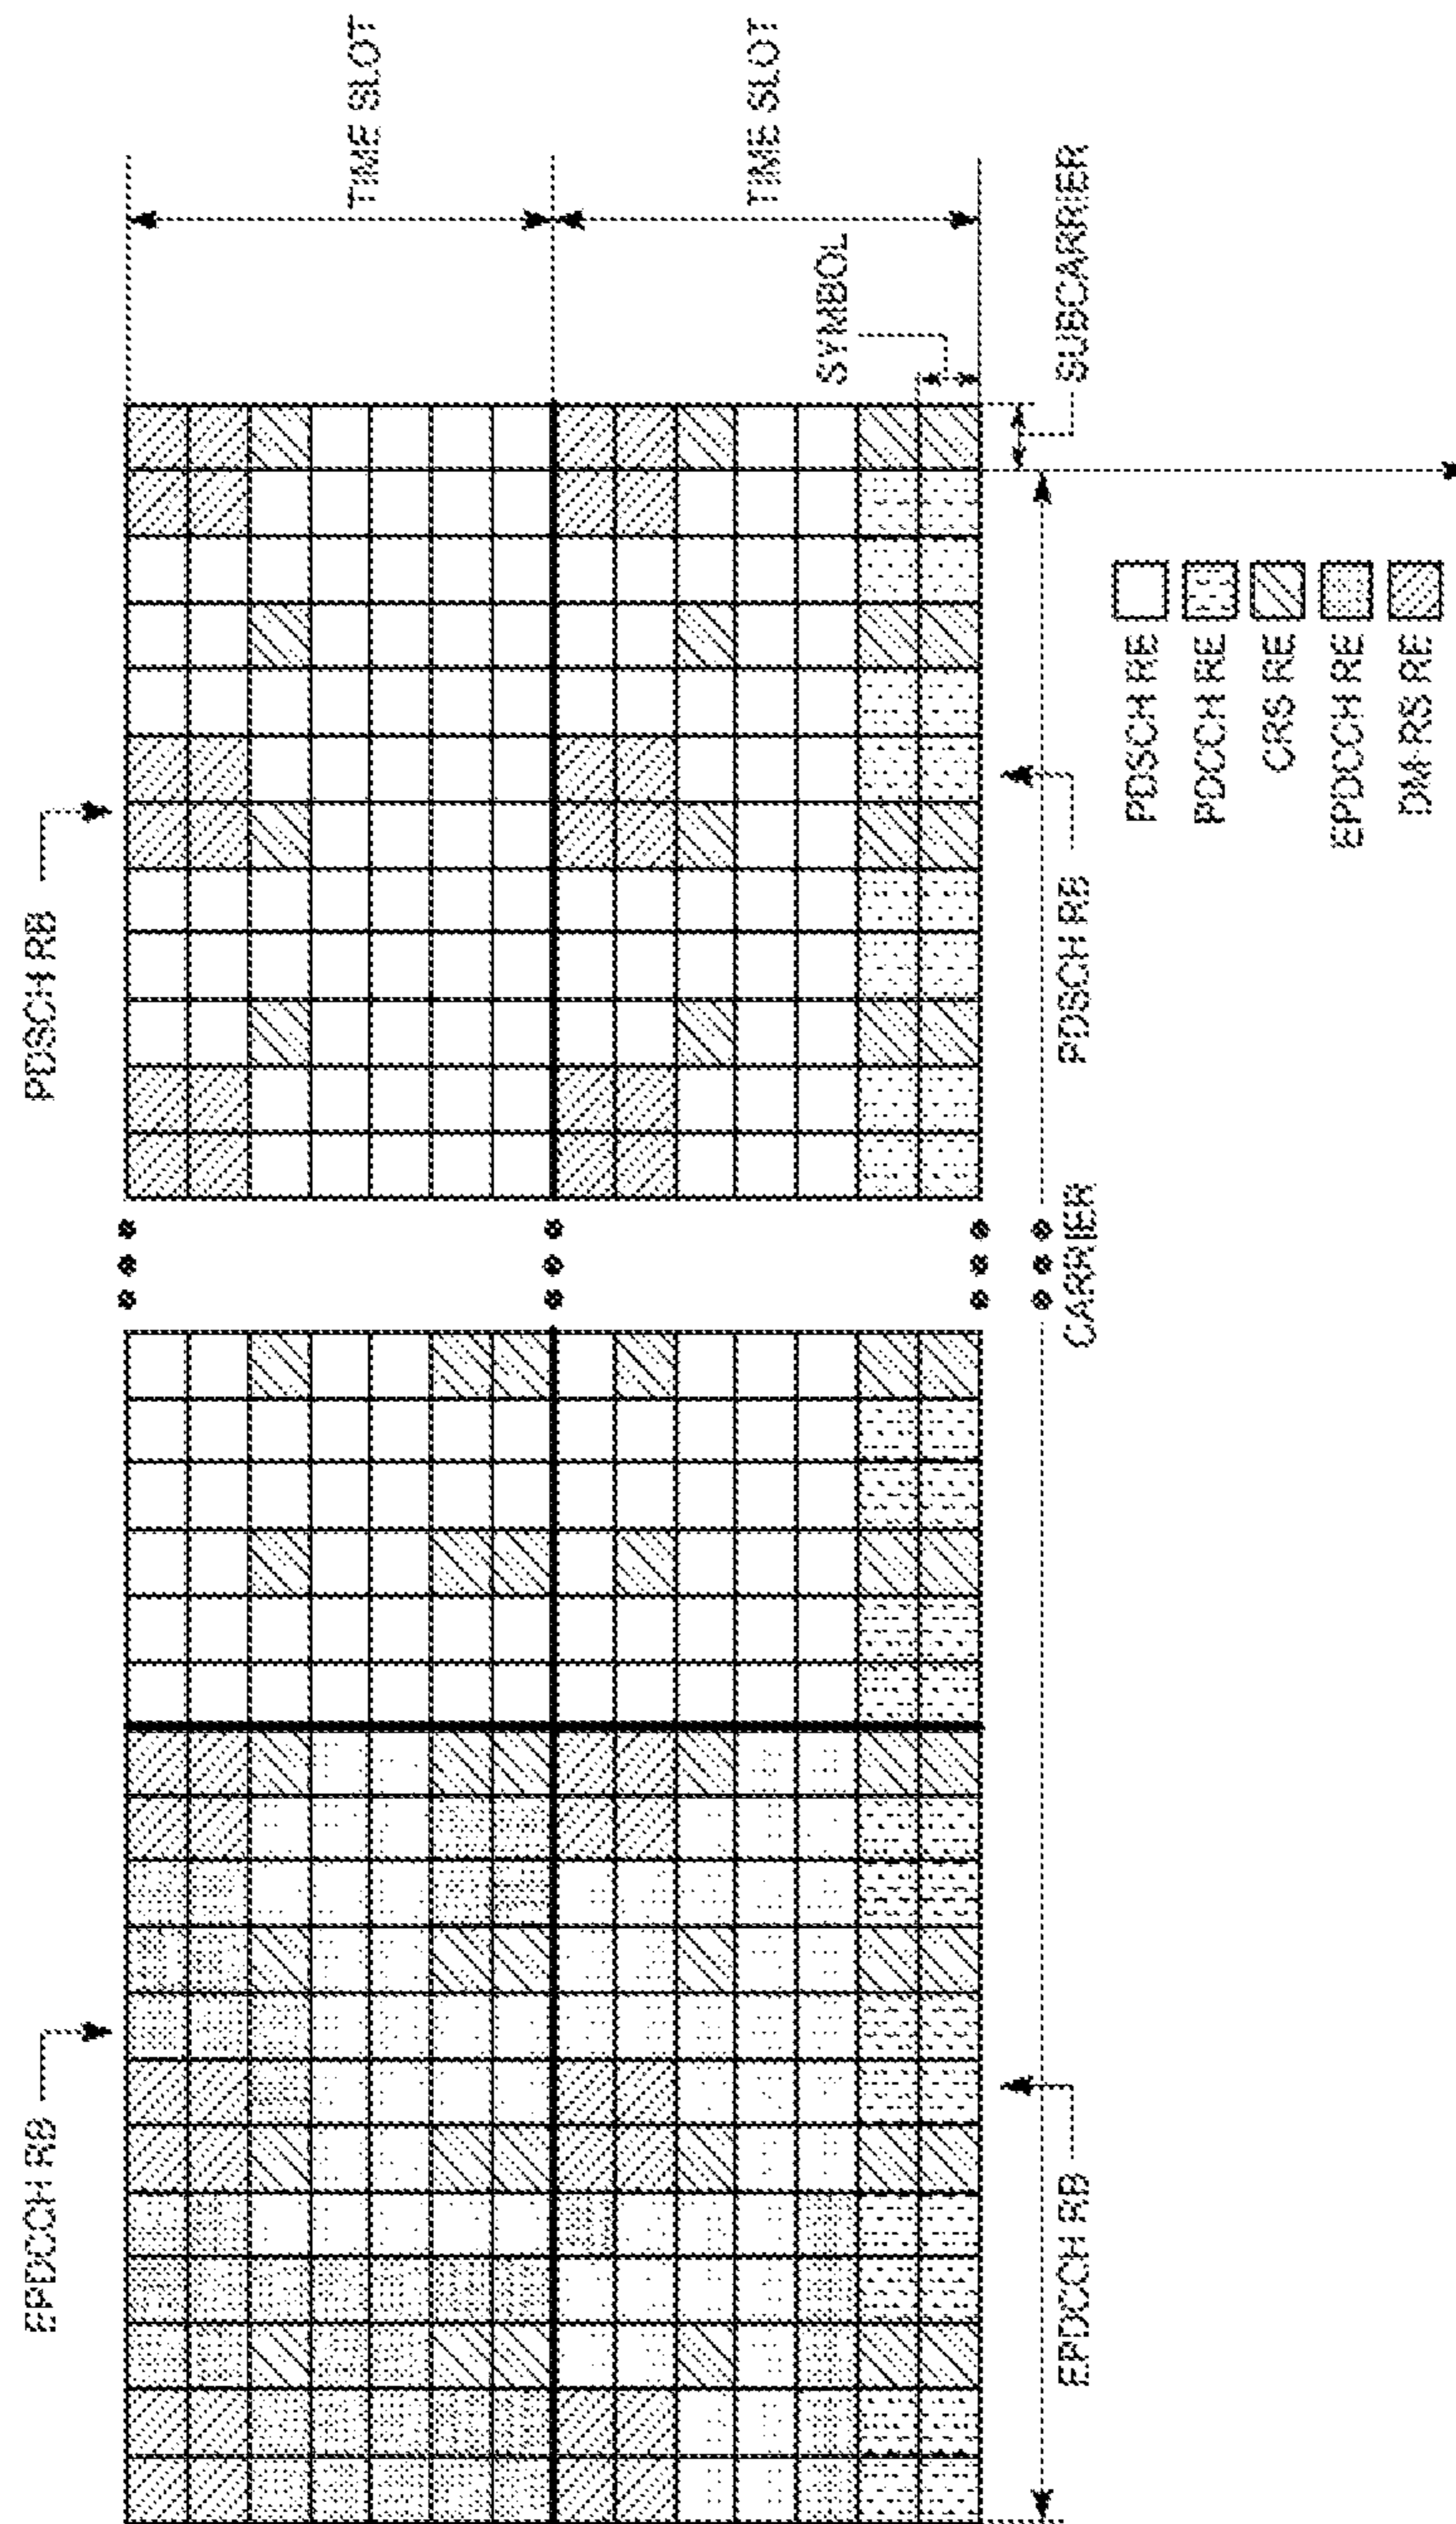 EPDCCH RB
PDSCH RB
TIME SLOT
TIME SLOT
SYMBOL
EPDCCH RB
PDSCH RB
SUBCARRIER
CARRIER
PDSCH RE
PDCCH RE
CRS RE
EPDCCH RE
DM-RS RE